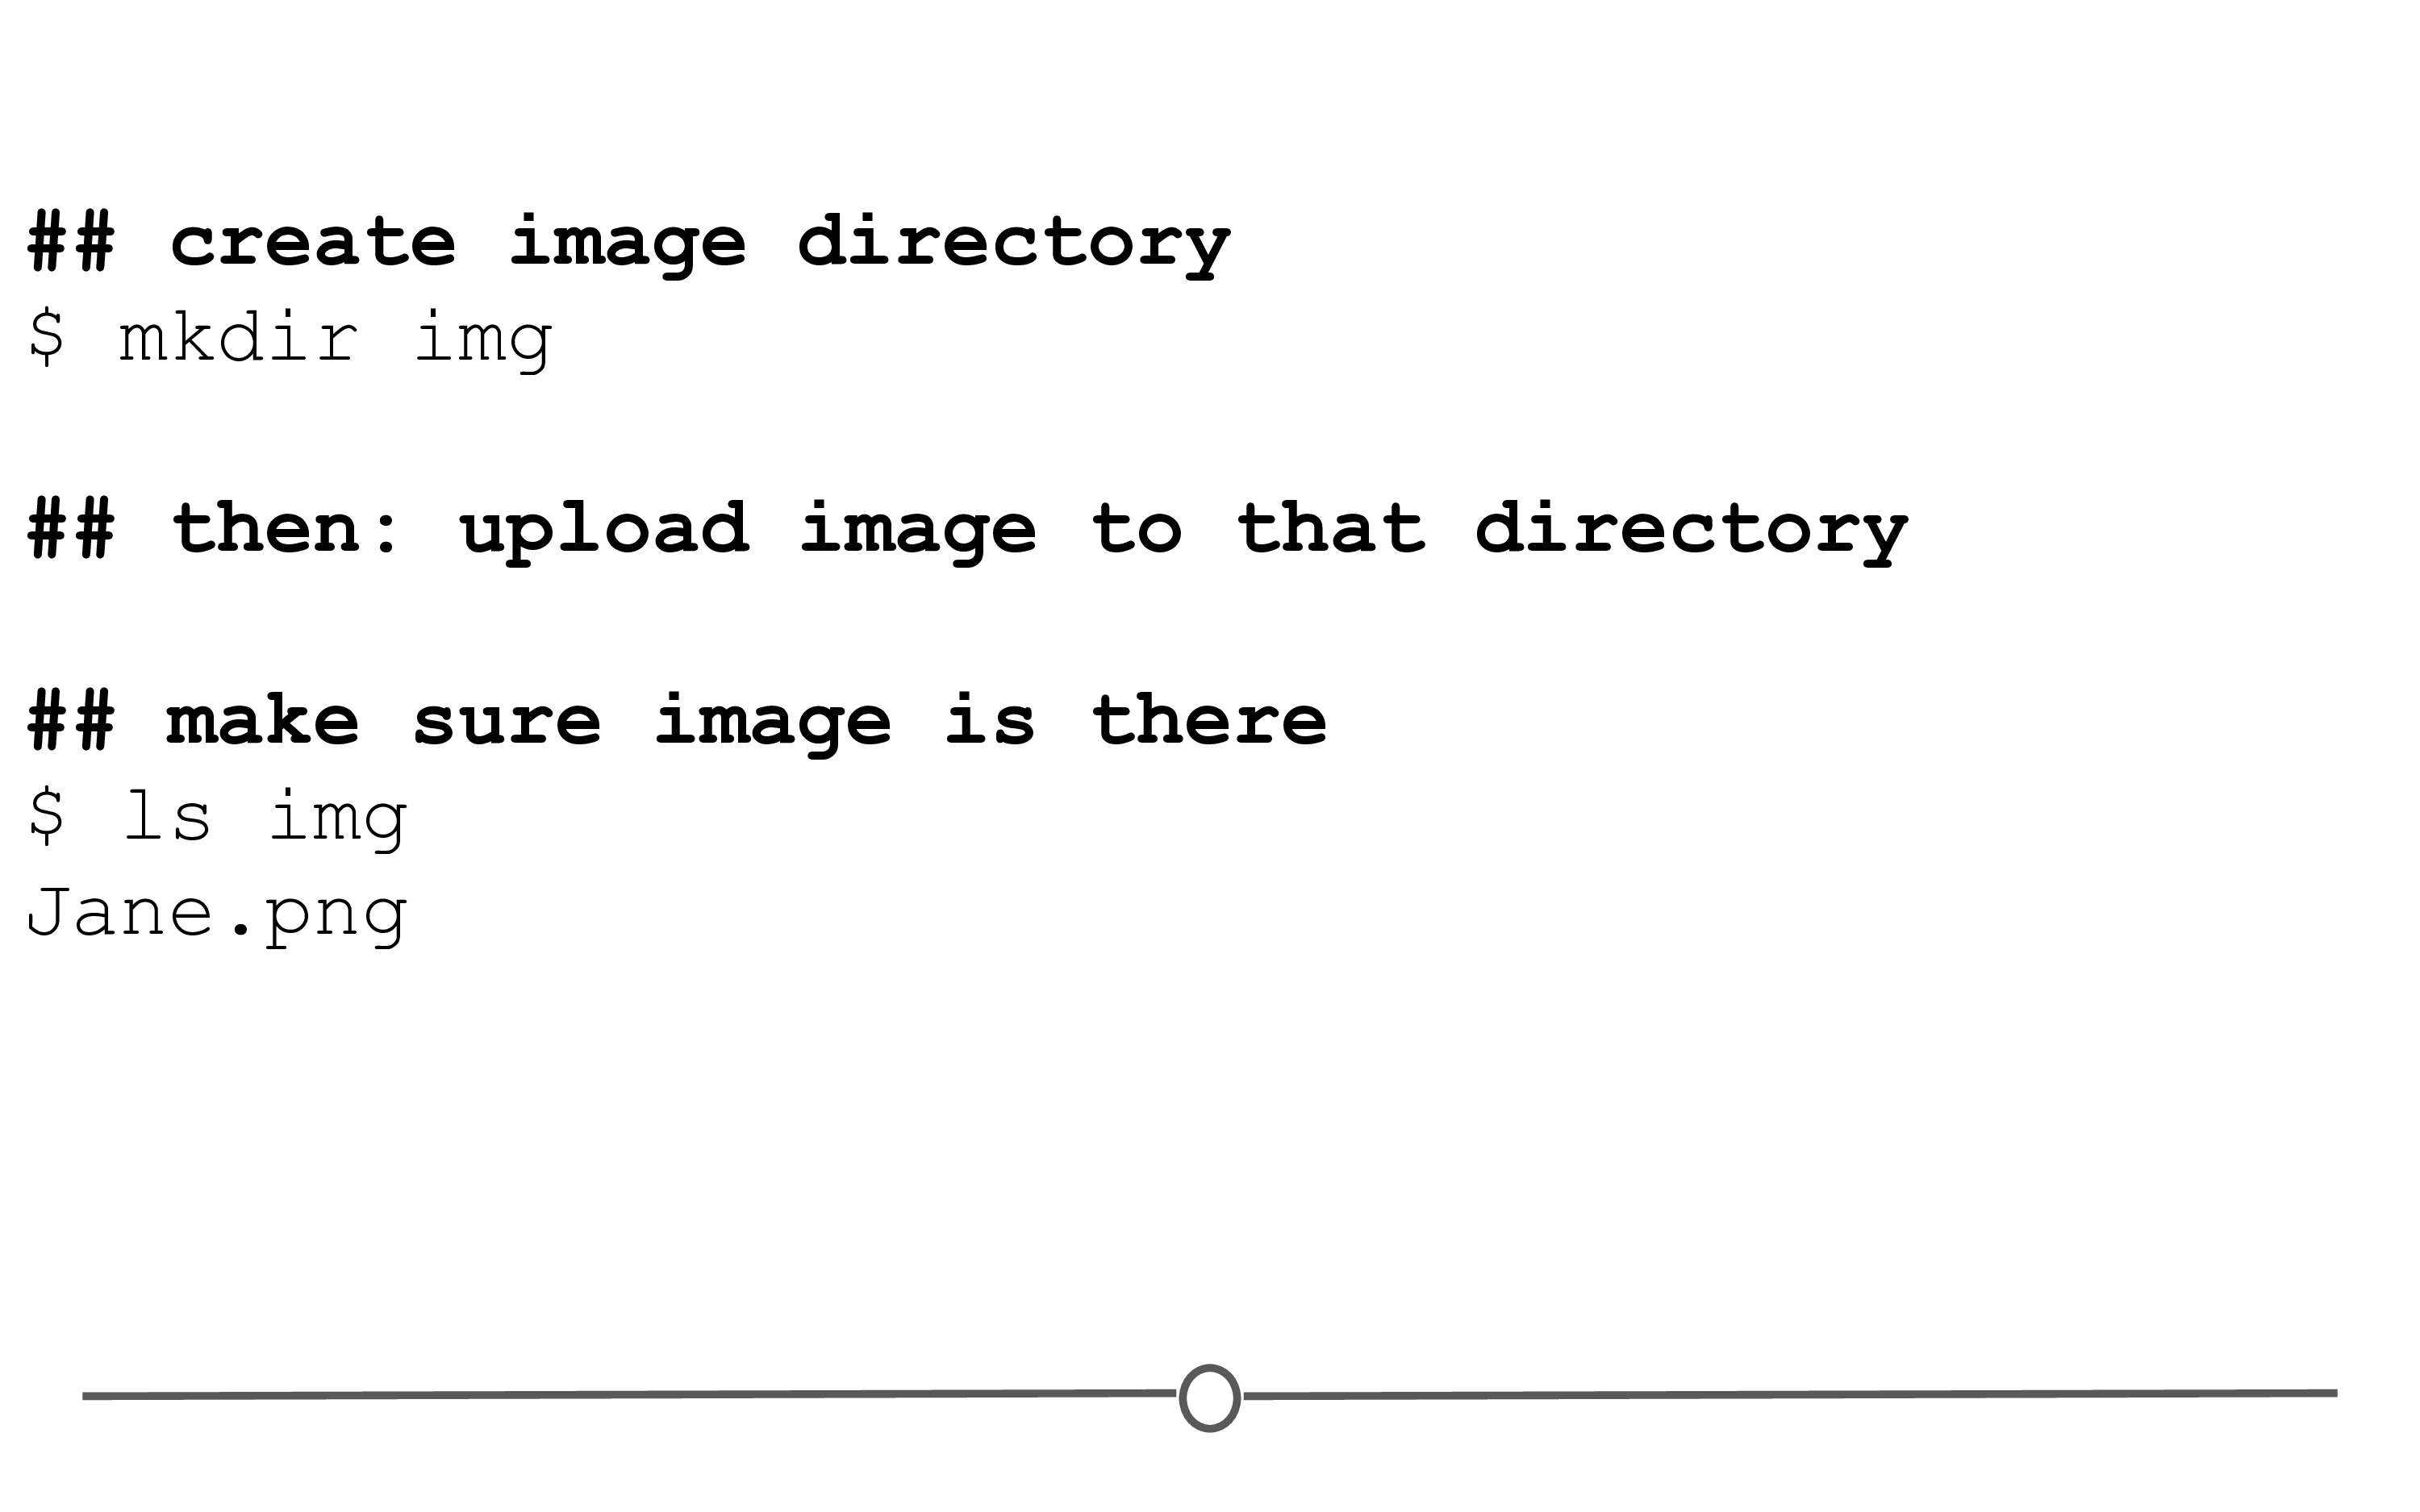 ## create image directory
$ mkdir img
## then: upload image to that directory
## make sure image is there
$ ls img
Jane.png